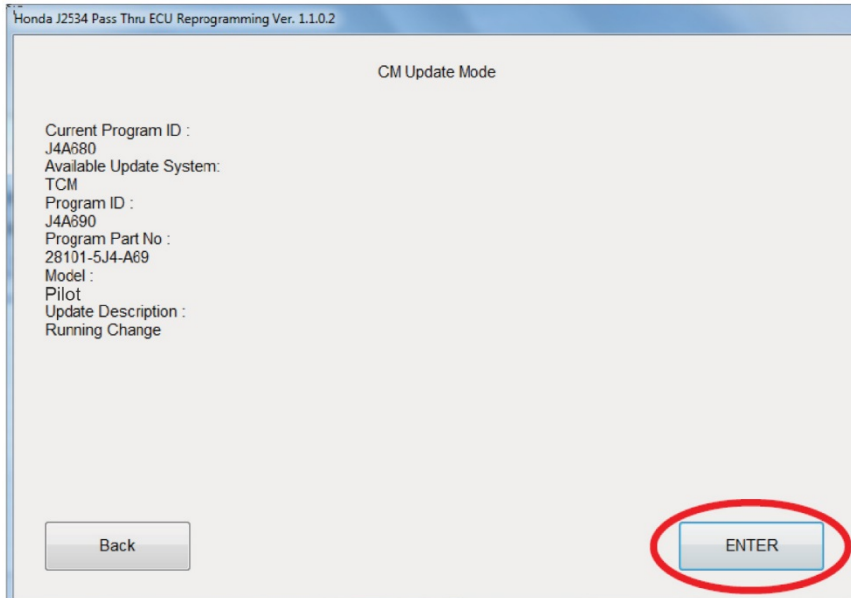 Honda J2534 Pass Thru ECU Reprogramming Ver. 1.1.0.2
CM Update Mode
Current Program ID :
J4A680
Available Update System:
TCM
Program ID :
J4A690
Program Part No :
28101-5J4-A69
Model :
Pilot
Update Description :
Running Change
Back
ENTER